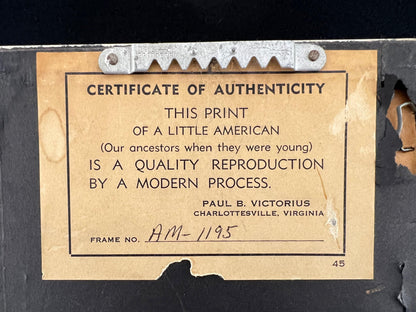 CERTIFICATE OF AUTHENTICITY
THIS PRINT
OF A LITTLE AMERICAN
(Our ancestors when they were young)
IS A QUALITY REPRODUCTION
BY A MODERN PROCESS.
PAUL B. VICTORIUS
CHARLOTTESVILLE, VIRGINIA
FRAME NO. AM-1195
45